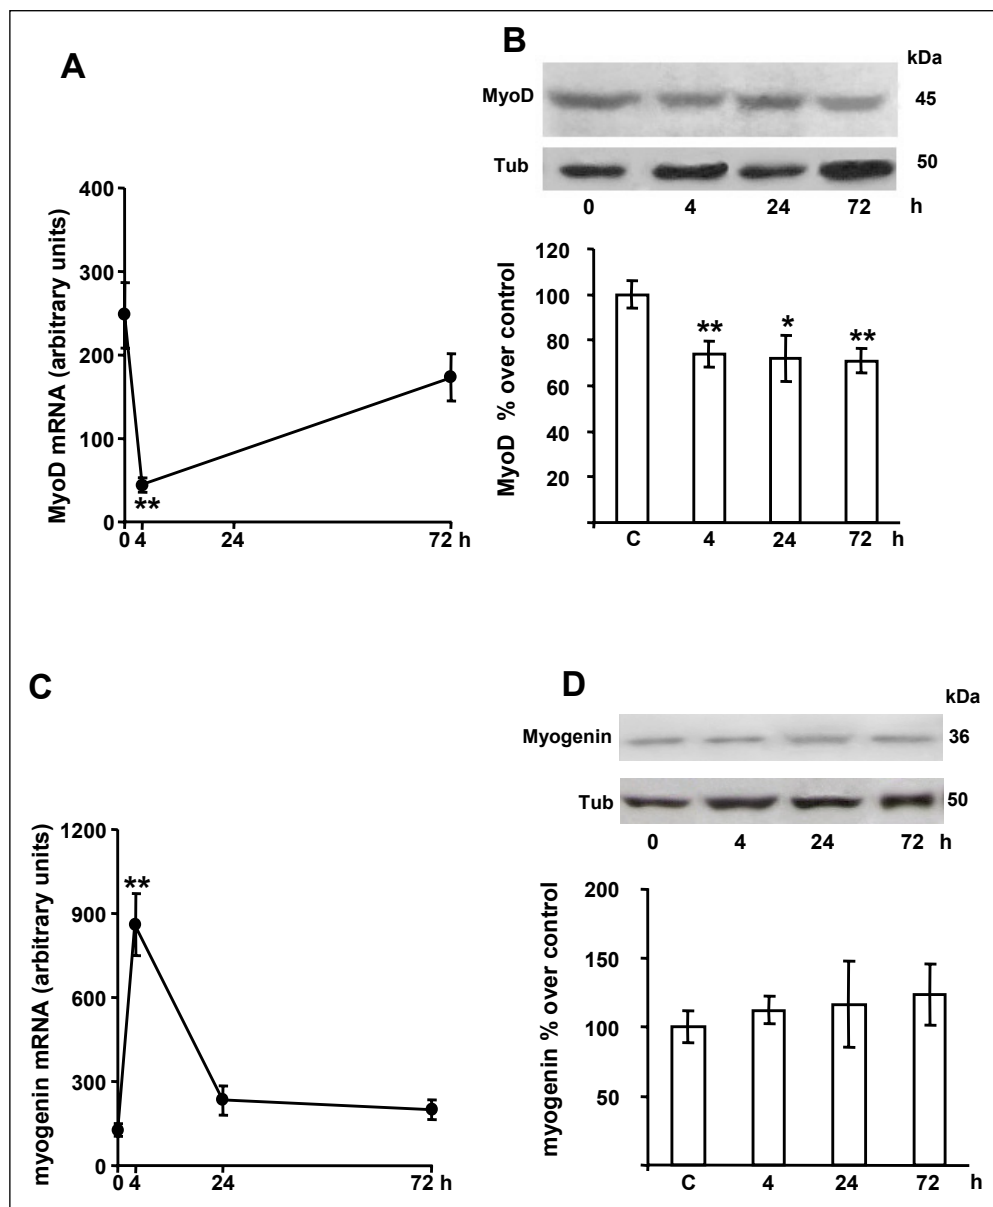 A
MyoD mRNA (arbitrary units)
400
300
200
100
0
**
0 4 24 72 h
B
kDa
MyoD 45
Tub 50
0 4 24 72 h
MyoD % over control
120
100
80
60
40
20
** * **
C 4 24 72 h
C
myogenin mRNA (arbitrary units)
1200
900
600
300
0
**
0 4 24 72 h
D
kDa
Myogenin 36
Tub 50
0 4 24 72 h
myogenin % over control
200
150
100
50
C 4 24 72 h